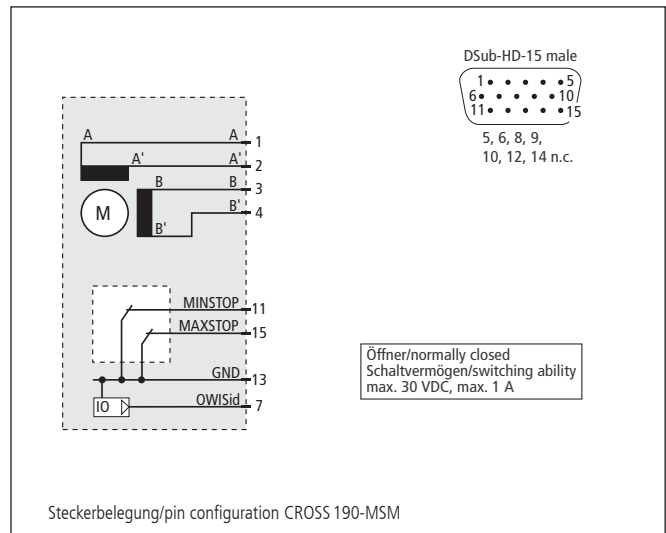 DSub-HD-15 male
1 5
6 10
11 15
5, 6, 8, 9,
10, 12, 14 n.c.
A A 1
A' A' 2
B B 3
B' B' 4
M
MINSTOP 11
MAXSTOP 15
GND 13
IO OWISid 7
Öffner/normally closed
Schaltvermögen/switching ability
max. 30 VDC, max. 1 A
Steckerbelegung/pin configuration CROSS 190-MSM